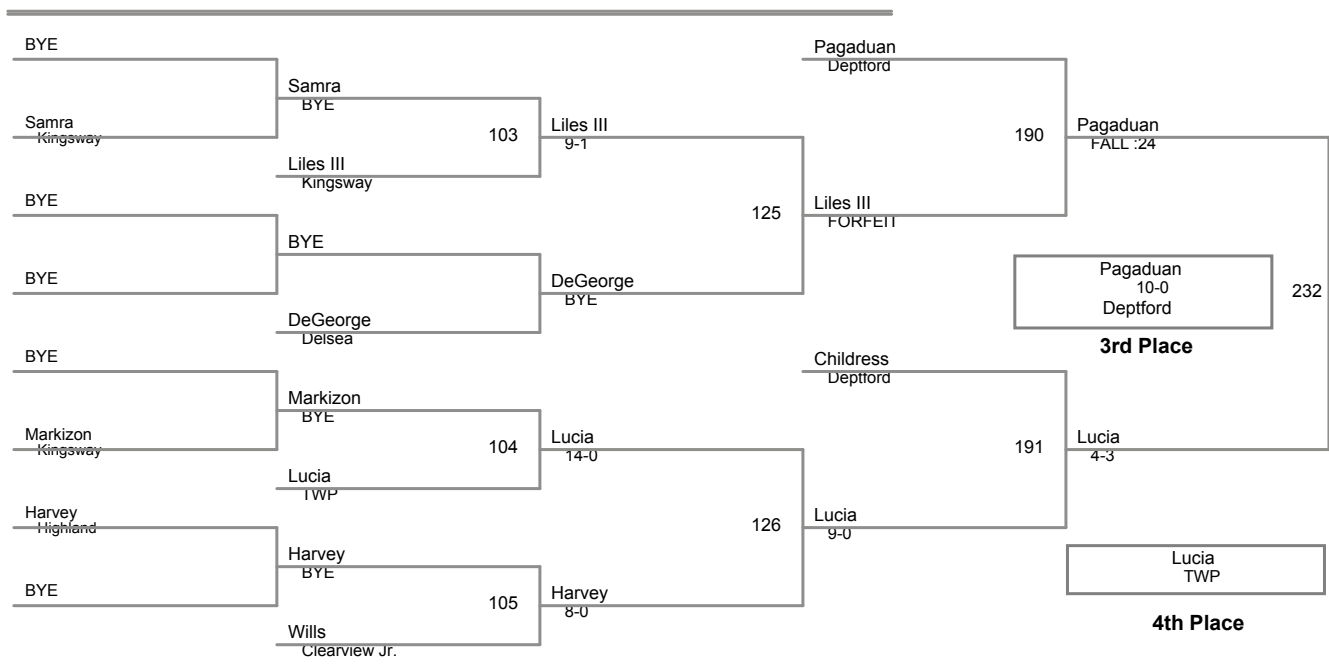 BYE
Pagaduan
Deptford
Samra
BYE
Samra
Kingsway
103
Liles III
9-1
190
Pagaduan
FALL :24
Liles III
Kingsway
BYE
125
Liles III
FORFEIT
BYE
BYE
DeGeorge
BYE
Pagaduan
10-0
Deptford
232
3rd Place
DeGeorge
Delsea
BYE
Childress
Deptford
Markizon
BYE
Markizon
Kingsway
104
Lucia
14-0
191
Lucia
4-3
Lucia
TWP
Harvey
Highland
126
Lucia
9-0
Harvey
BYE
Lucia
TWP
4th Place
BYE
105
Harvey
8-0
Wills
Clearview Jr.